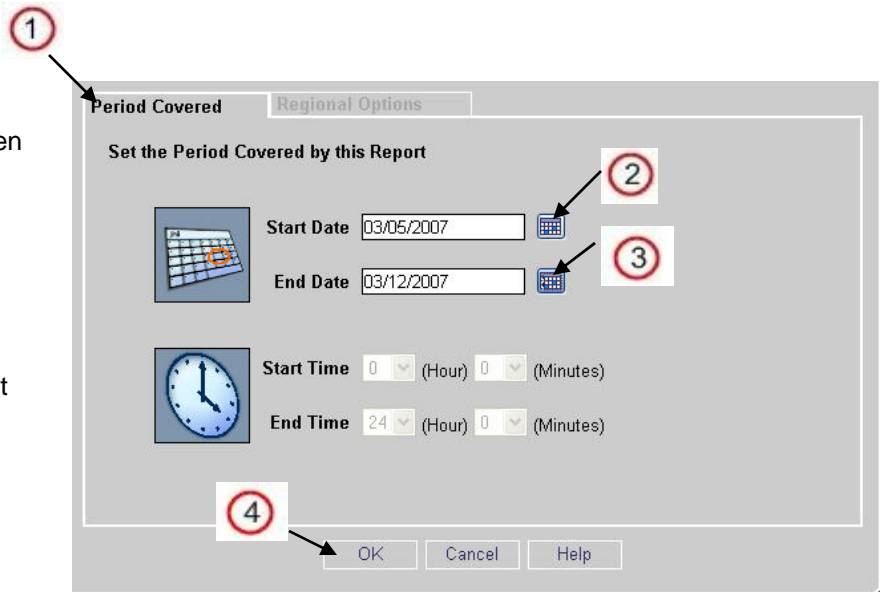 1
Period Covered Regional Options
en
Set the Period Covered by this Report
2
Start Date 03/05/2007
3
End Date 03/12/2007
Start Time 0 (Hour) 0 (Minutes)
t
End Time 24 (Hour) 0 (Minutes)
4
OK Cancel Help